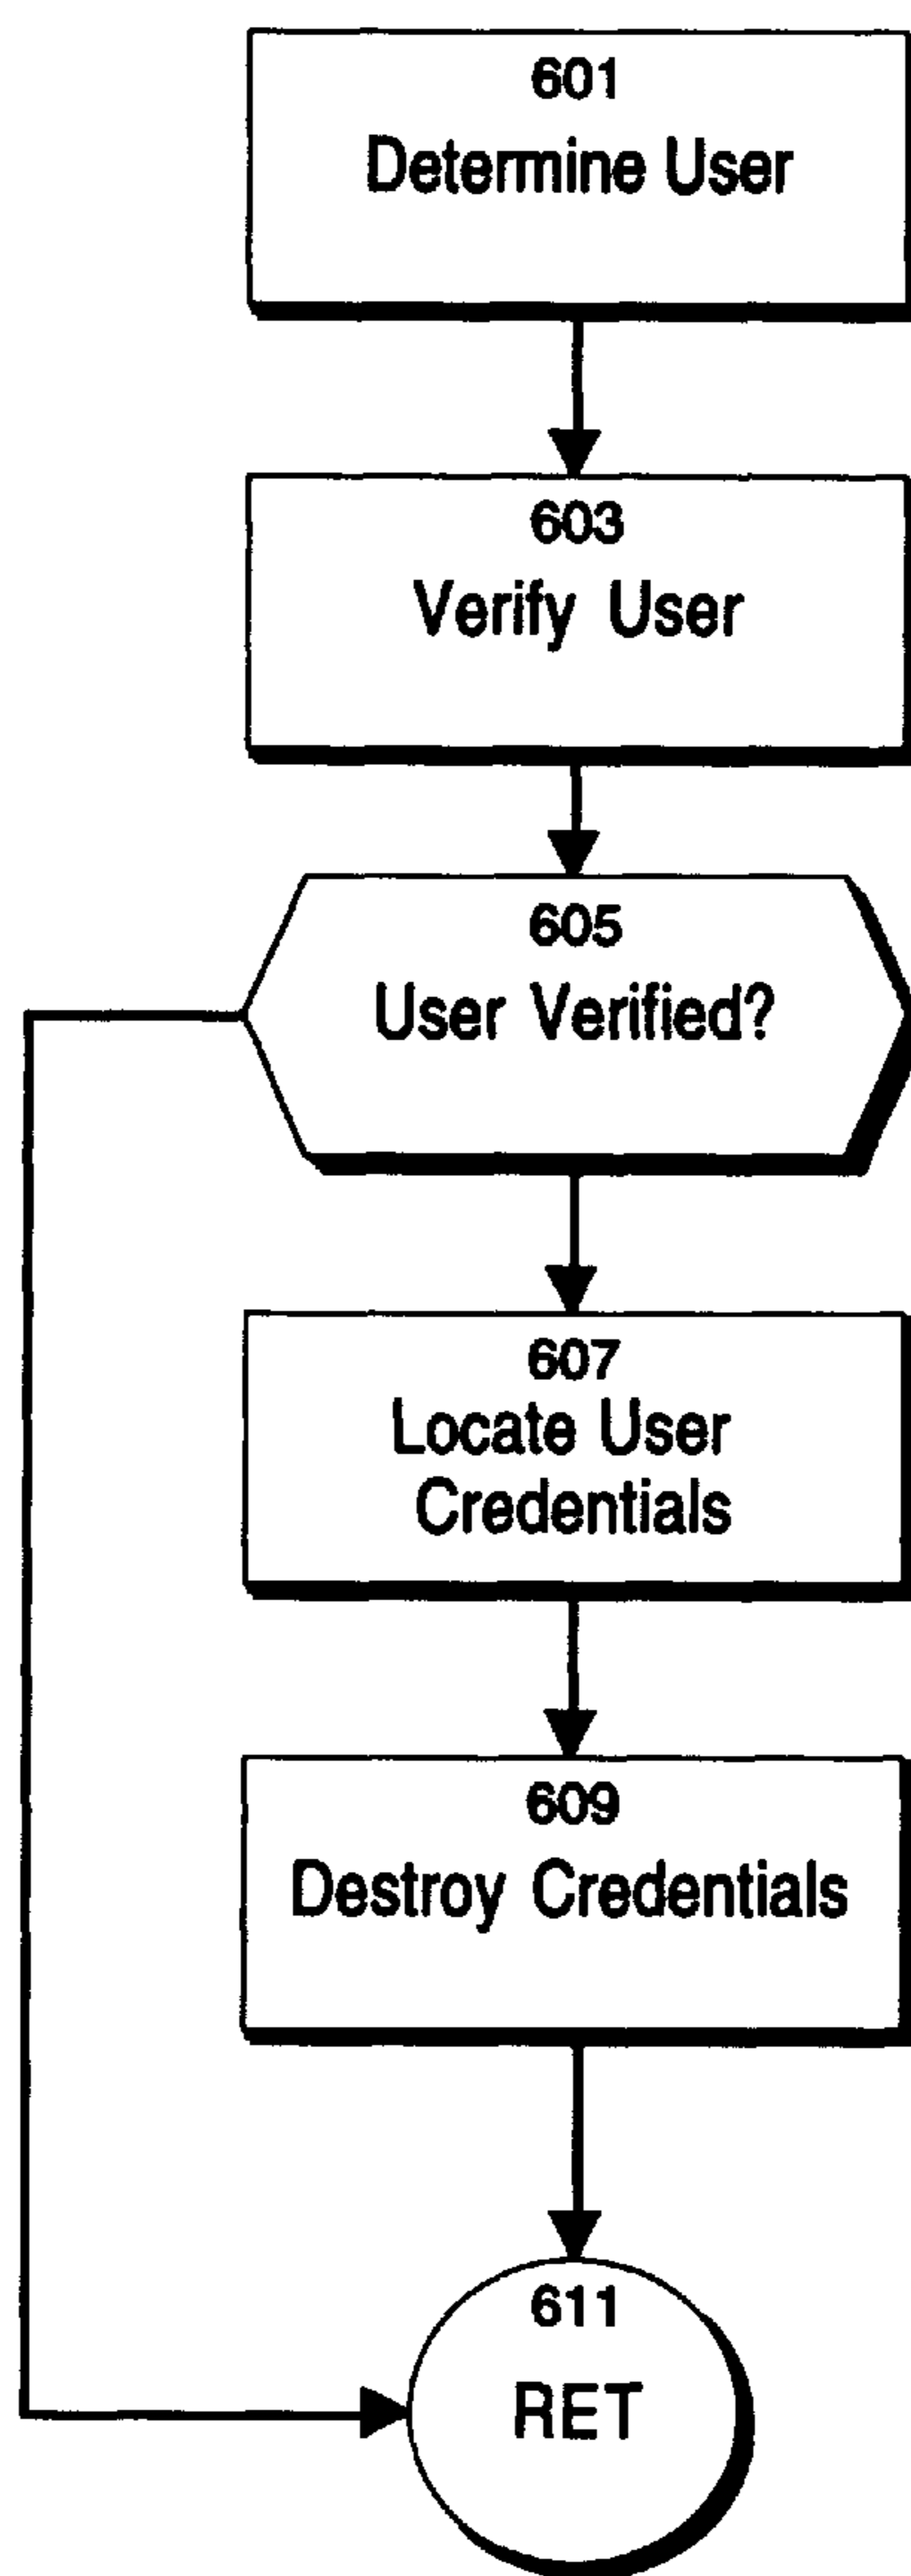 601
Determine User
603
Verify User
605
User Verified?
607
Locate User
Credentials
609
Destroy Credentials
611
RET